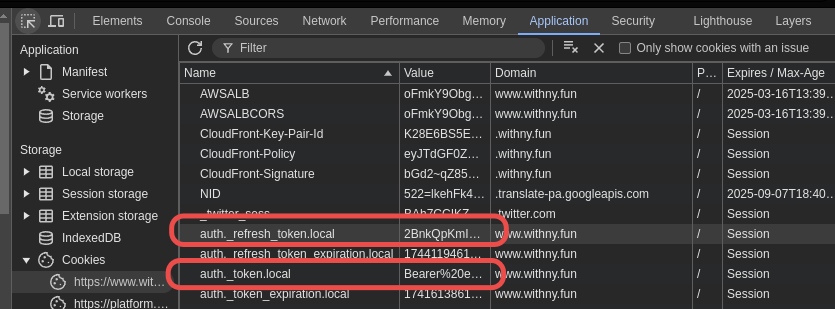 Elements Console Sources Network Performance Memory Application Security Lighthouse Layers
Application
Manifest
Service workers
Storage
Storage
Local storage
Session storage
Extension storage
IndexedDB
Cookies
https://www.wit…
https://platform.…
Filter Only show cookies with an issue
Name Value Domain P… Expires / Max-Age
AWSALB oFmkY9Obg… www.withny.fun / 2025-03-16T13:39…
AWSALBCORS oFmkY9Obg… www.withny.fun / 2025-03-16T13:39…
CloudFront-Key-Pair-Id K28E6BS5E… .withny.fun / Session
CloudFront-Policy eyJTdGF0Z… .withny.fun / Session
CloudFront-Signature bGd2~qZ85… .withny.fun / Session
NID 522=lkehFk4… .translate-pa.googleapis.com / 2025-09-07T18:40…
_twitter_sess .twitter.com / Session
auth._refresh_token.local 2BnkQpKmI… www.withny.fun / Session
auth._refresh_token_expiration.local 1744119461… www.withny.fun / Session
auth._token.local Bearer%20e… www.withny.fun / Session
auth._token_expiration.local 1741613861… www.withny.fun / Session